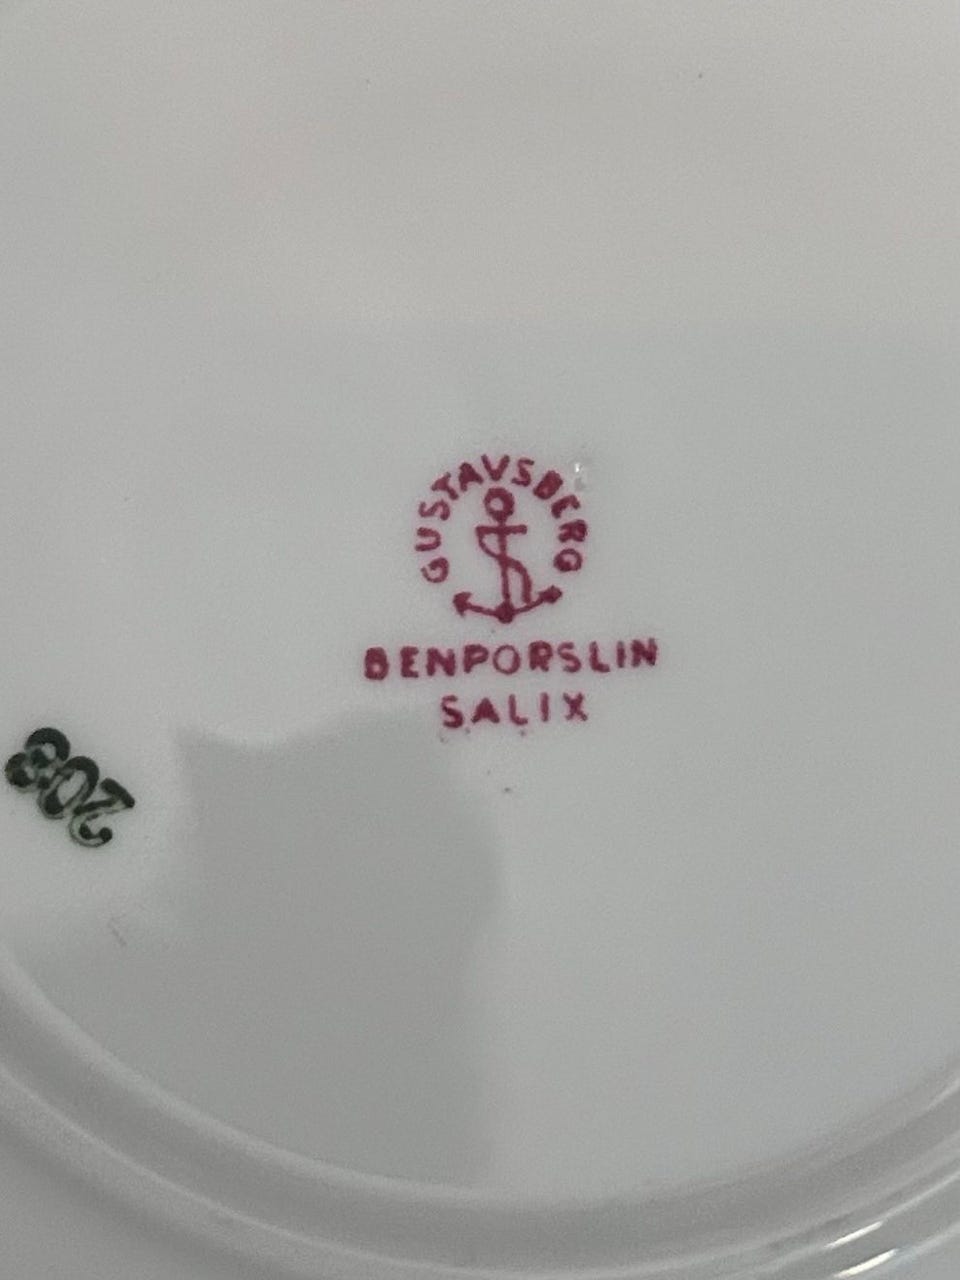 GUSTAVSBERG
BENPORSLIN
SALIX
208